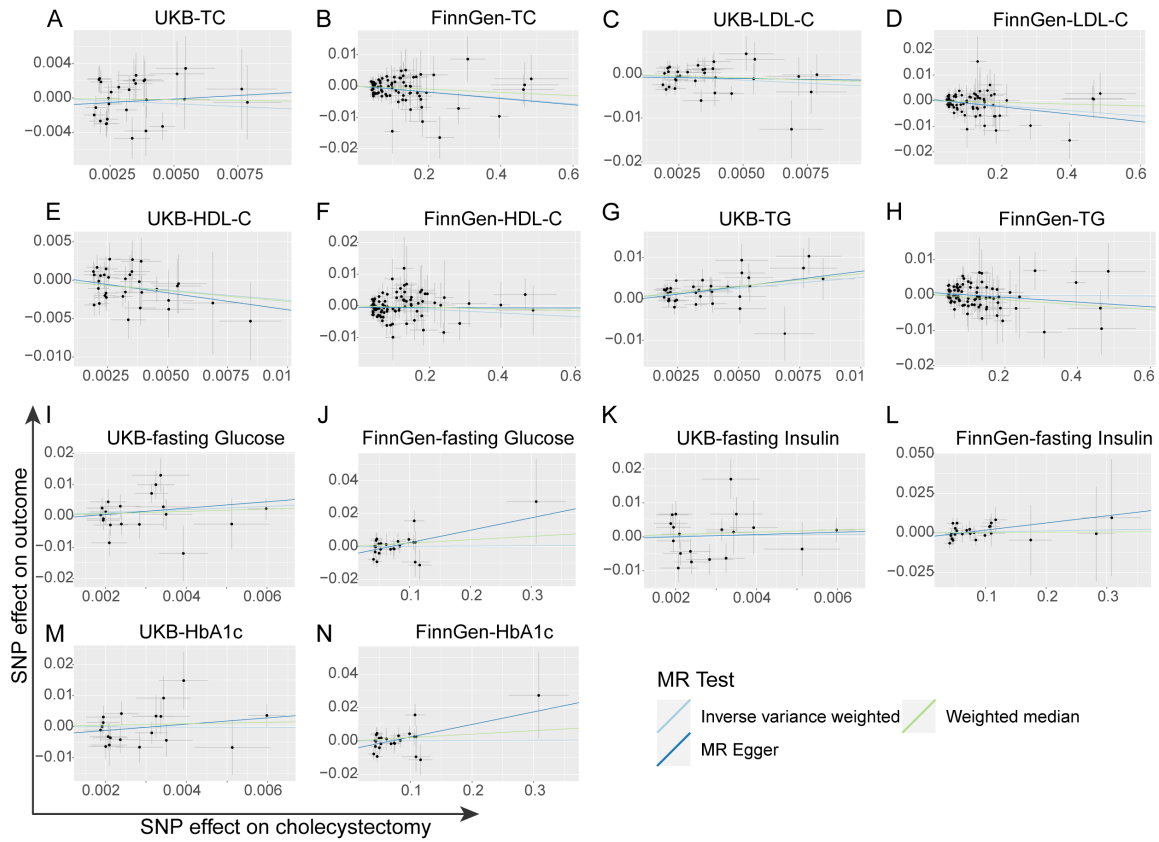 A UKB-TC
0.004
0.000
−0.004
0.0025 0.0050 0.0075
B FinnGen-TC
0.01
0.00
−0.01
−0.02
0.2 0.4 0.6
C UKB-LDL-C
0.01
−0.00
−0.01
−0.02
0.0025 0.0050 0.0075
D FinnGen-LDL-C
0.02
0.01
0.00
−0.01
−0.02
0.2 0.4 0.6
E UKB-HDL-C
0.005
0.000
−0.005
−0.010
0.0025 0.0050 0.0075 0.01
F FinnGen-HDL-C
0.02
0.01
0.00
−0.01
0.2 0.4 0.6
G UKB-TG
0.01
0.00
−0.01
0.0025 0.0050 0.0075 0.01
H FinnGen-TG
0.01
0.00
−0.01
−0.02
0.2 0.4 0.6
I UKB-fasting Glucose
0.02
0.01
0.00
−0.01
−0.02
0.002 0.004 0.006
J FinnGen-fasting Glucose
0.04
0.02
0.00
−0.02
0.1 0.3
K UKB-fasting Insulin
0.02
0.01
0.00
−0.01
0.002 0.004 0.006
L FinnGen-fasting Insulin
0.050
0.025
0.000
−0.025
0.1 0.3
M UKB-HbA1c
0.02
0.01
0.00
−0.01
0.002 0.004 0.006
N FinnGen-HbA1c
0.04
0.02
0.00
−0.02
0.1 0.3
SNP effect on outcome
SNP effect on cholecystectomy
MR Test
Inverse variance weighted
Weighted median
MR Egger